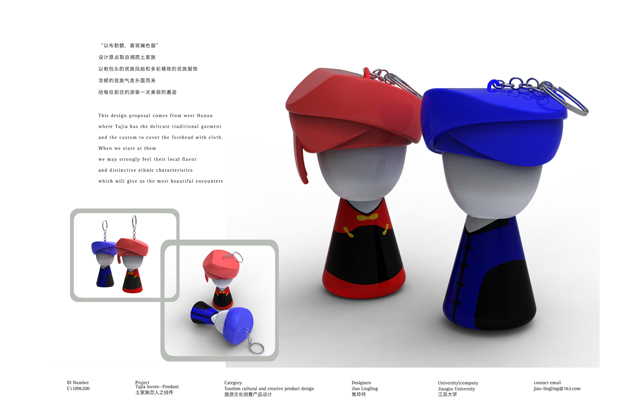 “以布勒额，喜斑斓色服”
设计原点取自湘西土家族
以帕包头的民族风俗和多彩精致的民族服饰
浓郁的民族气息扑面而来
给每位前往的游客一次美丽的邂逅
This design proposal comes from west Hunan
where Tujia has the delicate traditional garment
and the custom to cover the forehead with cloth.
When we stare at them
we may strongly feel their local flavor
and distinctive ethnic characteristics
which will give us the most beautiful encounters
ID Number
C1109KJ00
Project
Tujia lovers--Pendant
土家族恋人之挂件
Category
Tourism cultural and creative product design
旅游文化创意产品设计
Designers
Jiao Lingling
焦玲玲
University|company
Jiangsu University
江苏大学
contact email
jiao-lingling@163.com